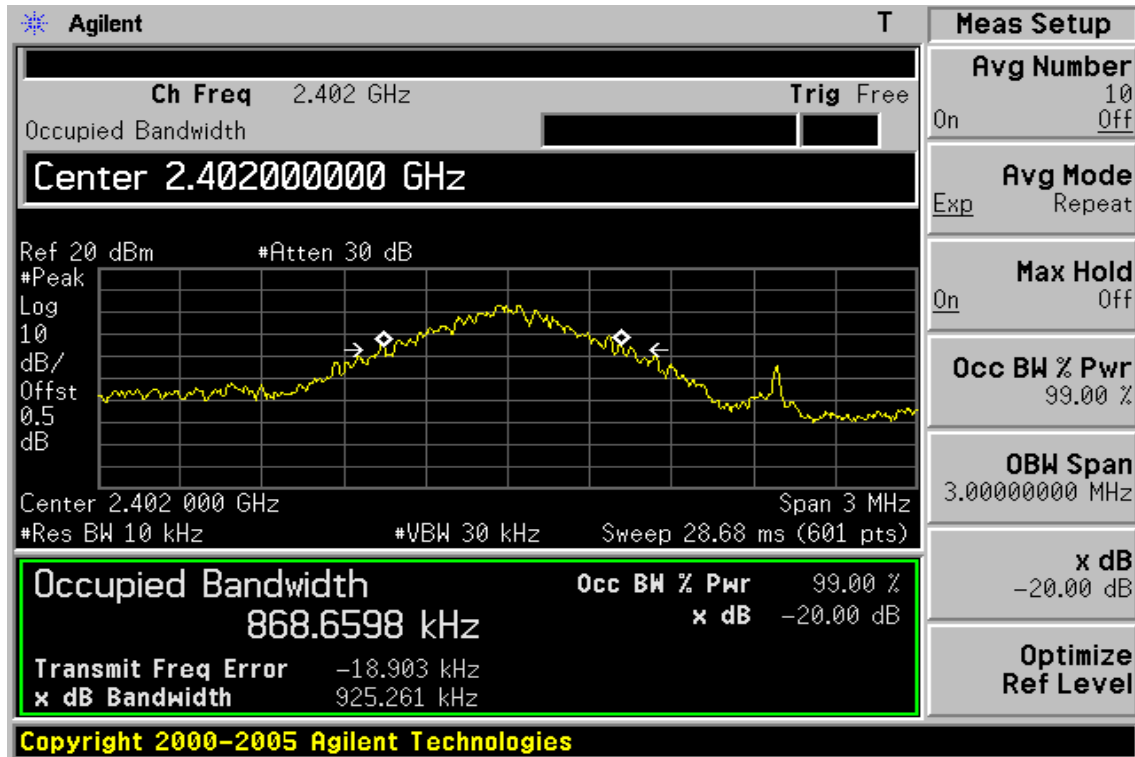 Agilent T
Ch Freq 2.402 GHz Trig Free
Occupied Bandwidth
Center 2.402000000 GHz
Ref 20 dBm #Atten 30 dB
#Peak
Log
10
dB/
Offst
0.5
dB
Center 2.402 000 GHz Span 3 MHz
#Res BW 10 kHz #VBW 30 kHz Sweep 28.68 ms (601 pts)
Occupied Bandwidth
868.6598 kHz
Occ BW % Pwr 99.00 %
x dB -20.00 dB
Transmit Freq Error -18.903 kHz
x dB Bandwidth 925.261 kHz
Copyright 2000-2005 Agilent Technologies
Meas Setup
Avg Number
10
On Off
Avg Mode
Exp Repeat
Max Hold
On Off
Occ BW % Pwr
99.00 %
OBW Span
3.00000000 MHz
x dB
-20.00 dB
Optimize
Ref Level